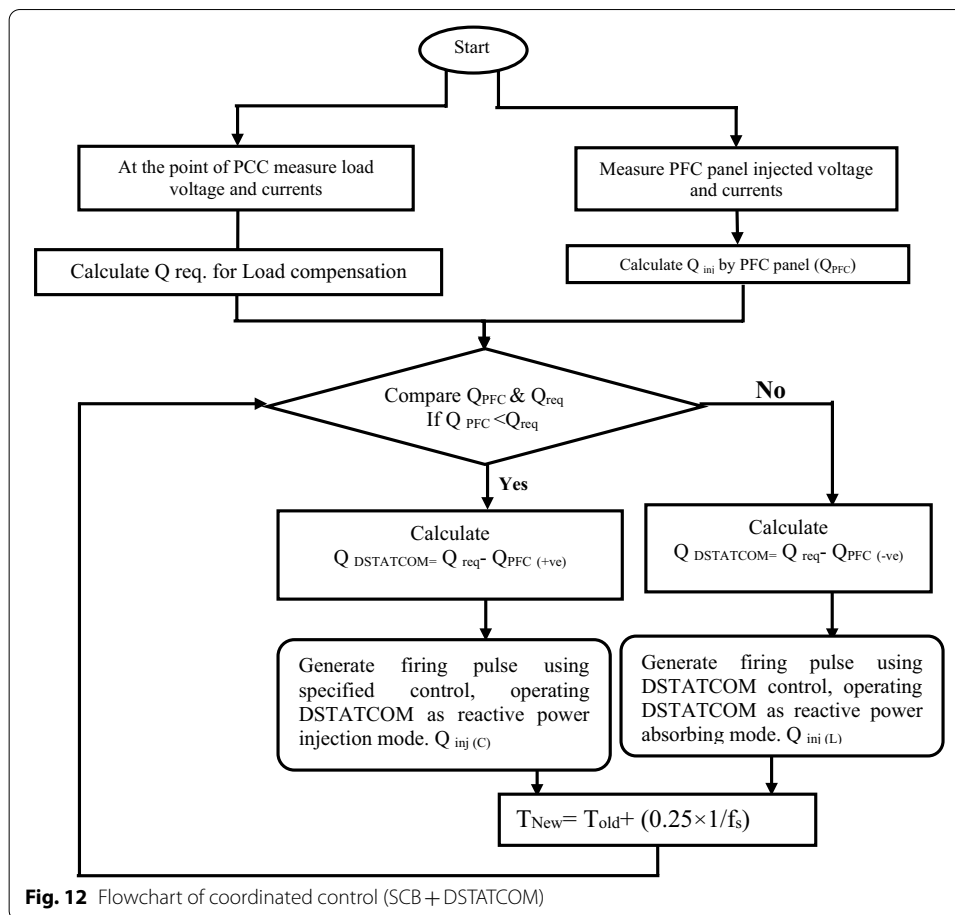 Start
At the point of PCC measure load
voltage and currents
Measure PFC panel injected voltage
and currents
Calculate Q req. for Load compensation
Calculate Q inj by PFC panel (QPFC)
Compare QPFC & Qreq
If Q PFC <Qreq
No
Yes
Calculate
Q DSTATCOM= Q req- QPFC (+ve)
Calculate
Q DSTATCOM= Q req- QPFC (-ve)
Generate firing pulse using
specified control, operating
DSTATCOM as reactive power
injection mode. Q inj (C)
Generate firing pulse using
DSTATCOM control, operating
DSTATCOM as reactive power
absorbing mode. Q inj (L)
TNew= Told+ (0.25×1/fs)
Fig. 12 Flowchart of coordinated control (SCB + DSTATCOM)